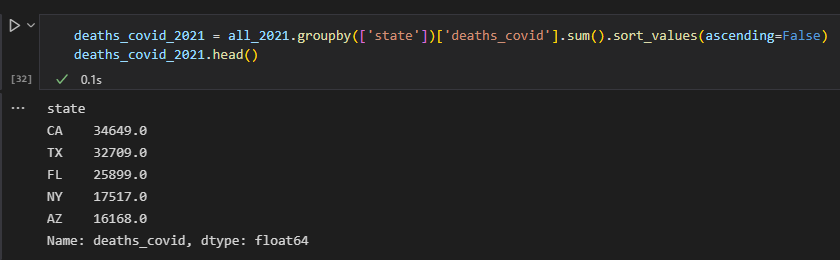 deaths_covid_2021 = all_2021.groupby(['state'])['deaths_covid'].sum().sort_values(ascending=False)
deaths_covid_2021.head()
[32] 0.1s
... state
CA 34649.0
TX 32709.0
FL 25899.0
NY 17517.0
AZ 16168.0
Name: deaths_covid, dtype: float64